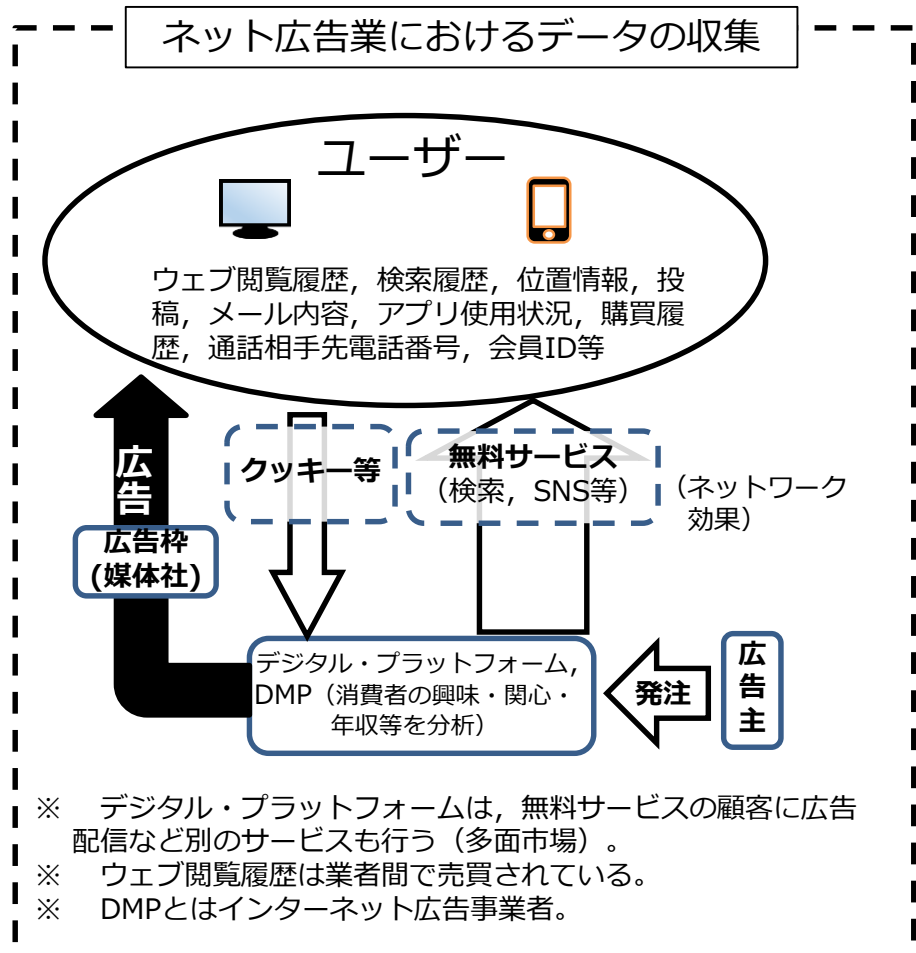 ネット広告業におけるデータの収集
ユーザー
ウェブ閲覧履歴，検索履歴，位置情報，投
稿，メール内容，アプリ使用状況，購買履
歴，通話相手先電話番号，会員ID等
広告
広告枠
(媒体社)
クッキー等
無料サービス
（検索，SNS等）
（ネットワーク
効果）
デジタル・プラットフォーム，
DMP（消費者の興味・関心・
年収等を分析）
発注
広告主
※　デジタル・プラットフォームは，無料サービスの顧客に広告
配信など別のサービスも行う（多面市場）。
※　ウェブ閲覧履歴は業者間で売買されている。
※　DMPとはインターネット広告事業者。